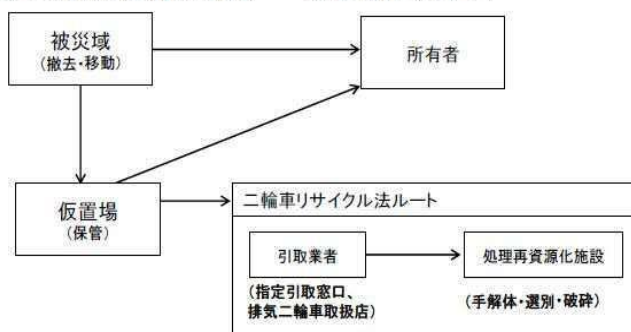 被災域
(撤去・移動)
所有者
仮置場
(保管)
二輪車リサイクル法ルート
引取業者
処理再資源化施設
(指定引取窓口、
排気二輪車取扱店)
(手解体・選別・破砕)